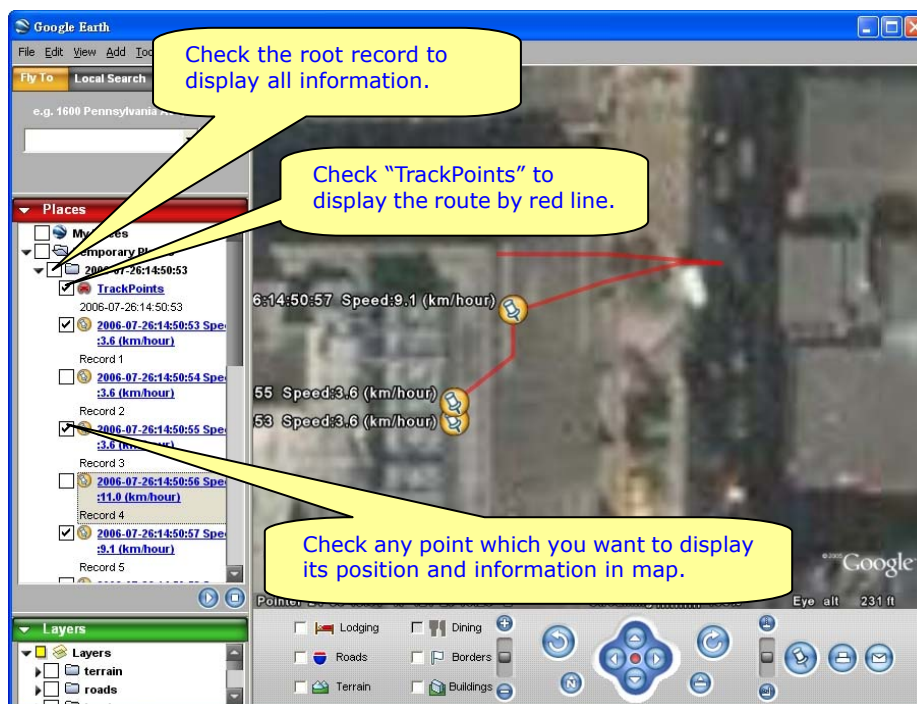 Google Earth
File Edit View Add
Check the root record to
display all information.
Fly To Local Search
e.g. 1600 Pennsylvania
Check “TrackPoints” to
display the route by red line.
Places
2006-07-26:14:50:53
TrackPoints
2006-07-26:14:50:53
2006-07-26:14:50:53 Spe
:3.6 (km/hour)
Record 1
2006-07-26:14:50:54 Spe
:3.6 (km/hour)
Record 2
2006-07-26:14:50:55 Spe
:3.6 (km/hour)
Record 3
2006-07-26:14:50:56 Spe
:11.0 (km/hour)
Record 4
2006-07-26:14:50:57 Spe
:9.1 (km/hour)
Record 5
6:14:50:57 Speed:9.1 (km/hour)
55 Speed:3.6 (km/hour)
53 Speed:3.6 (km/hour)
Check any point which you want to display
its position and information in map.
©2005 Google
Pointer
Eye alt 231 ft
Layers
Layers
terrain
roads
Lodging Dining
Roads Borders
Terrain Buildings
N